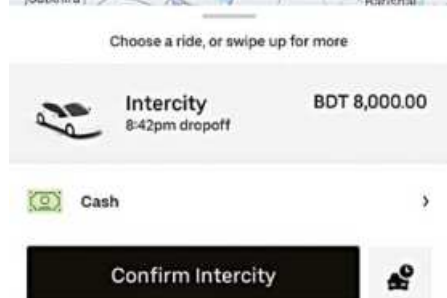 Choose a ride, or swipe up for more
Intercity
BDT 8,000.00
8:42pm dropoff
Cash
Confirm Intercity